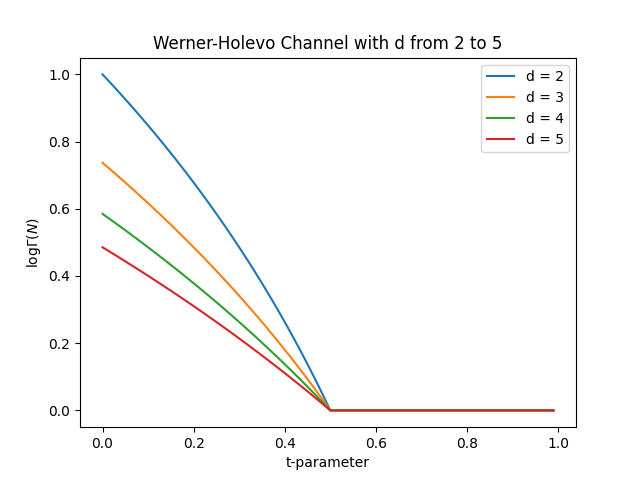 Werner-Holevo Channel with d from 2 to 5
d = 2
d = 3
d = 4
d = 5
1.0
0.8
0.6
0.4
0.2
0.0
logΓ(N)
0.0 0.2 0.4 0.6 0.8 1.0
t-parameter